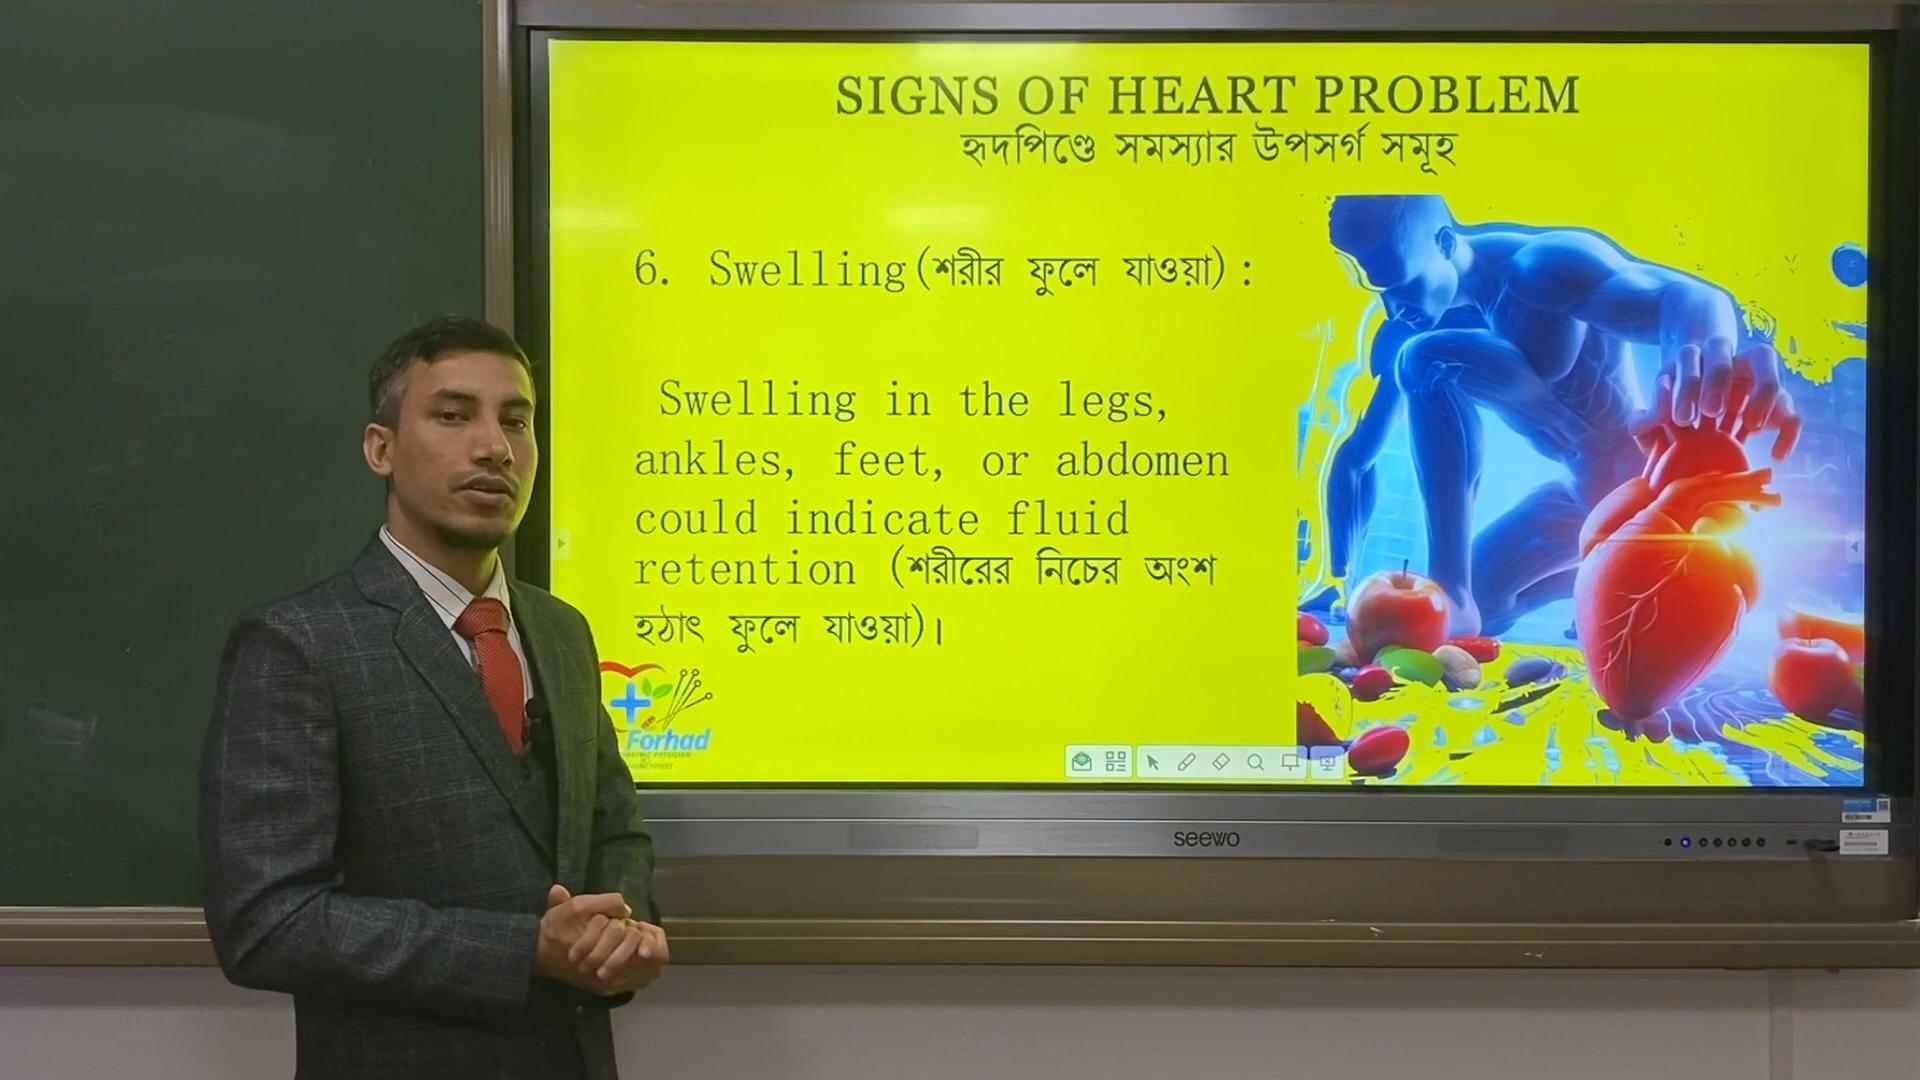 SIGNS OF HEART PROBLEM
হৃদপিণ্ডে সমস্যার উপসর্গ সমূহ
6. Swelling(শরীর ফুলে যাওয়া):
Swelling in the legs,
ankles, feet, or abdomen
could indicate fluid
retention (শরীরের নিচের অংশ
হঠাৎ ফুলে যাওয়া)।
Forhad
PHYSICIAN
seewo